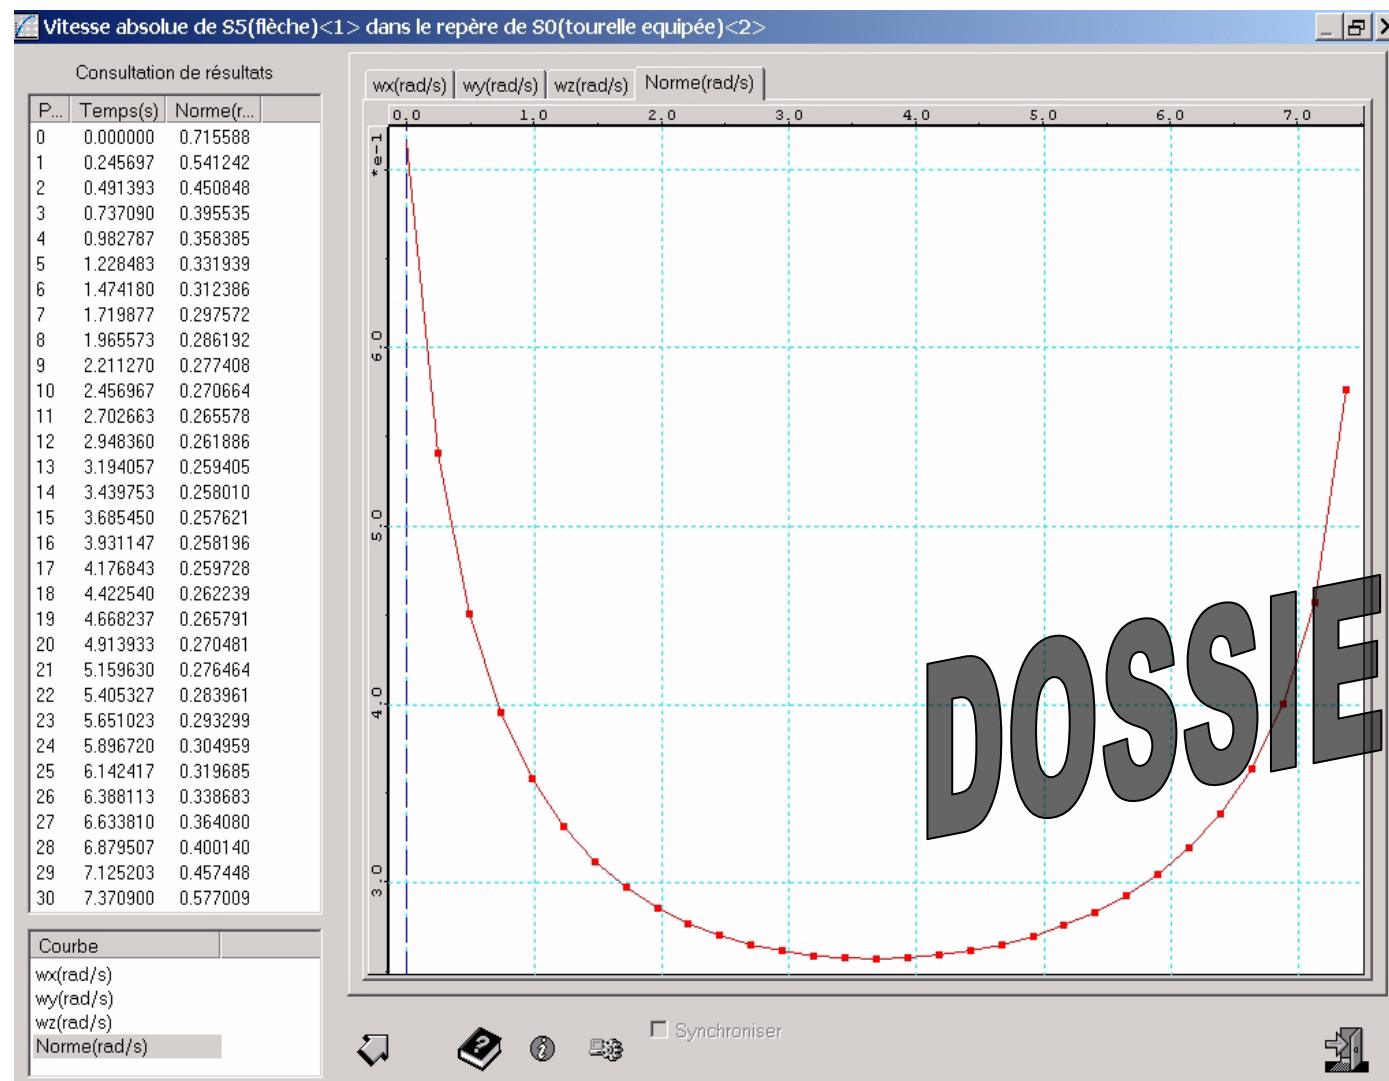 Vitesse absolue de S5(flèche)<1> dans le repère de S0(tourelle equipée)<2>
Consultation de résultats
P... Temps(s) Norme(r...
0 0.000000 0.715588
1 0.245697 0.541242
2 0.491393 0.450848
3 0.737090 0.395535
4 0.982787 0.358385
5 1.228483 0.331939
6 1.474180 0.312386
7 1.719877 0.297572
8 1.965573 0.286192
9 2.211270 0.277408
10 2.456967 0.270664
11 2.702663 0.265578
12 2.948360 0.261886
13 3.194057 0.259405
14 3.439753 0.258010
15 3.685450 0.257621
16 3.931147 0.258196
17 4.176843 0.259728
18 4.422540 0.262239
19 4.668237 0.265791
20 4.913933 0.270481
21 5.159630 0.276464
22 5.405327 0.283961
23 5.651023 0.293299
24 5.896720 0.304959
25 6.142417 0.319685
26 6.388113 0.338683
27 6.633810 0.364080
28 6.879507 0.400140
29 7.125203 0.457448
30 7.370900 0.577009
Courbe
wx(rad/s)
wy(rad/s)
wz(rad/s)
Norme(rad/s)
wx(rad/s) wy(rad/s) wz(rad/s) Norme(rad/s)
0.0 1.0 2.0 3.0 4.0 5.0 6.0 7.0
*e-1
6.0
5.0
4.0
3.0
DOSSIE
Synchroniser